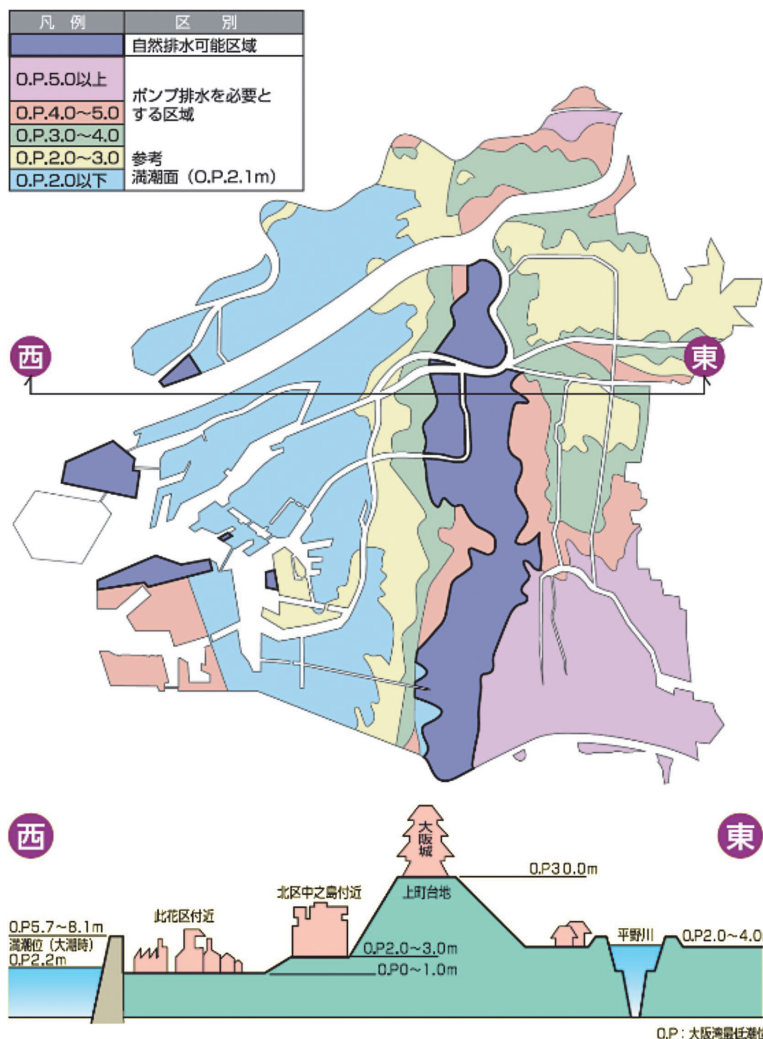 凡例 区別
自然排水可能区域
O.P.5.0以上
ポンプ排水を必要と
する区域
O.P.4.0～5.0
O.P.3.0～4.0
O.P.2.0～3.0
参考
満潮面（O.P.2.1m）
O.P.2.0以下
西 東
西 東
大阪城
O.P30.0m
上町台地
北区中之島付近
此花区付近
平野川
O.P5.7～8.1m
満潮位（大潮時）
O.P2.2m
O.P2.0～3.0m
O.P0～1.0m
O.P2.0～4.0
O.P：大阪湾最低潮位